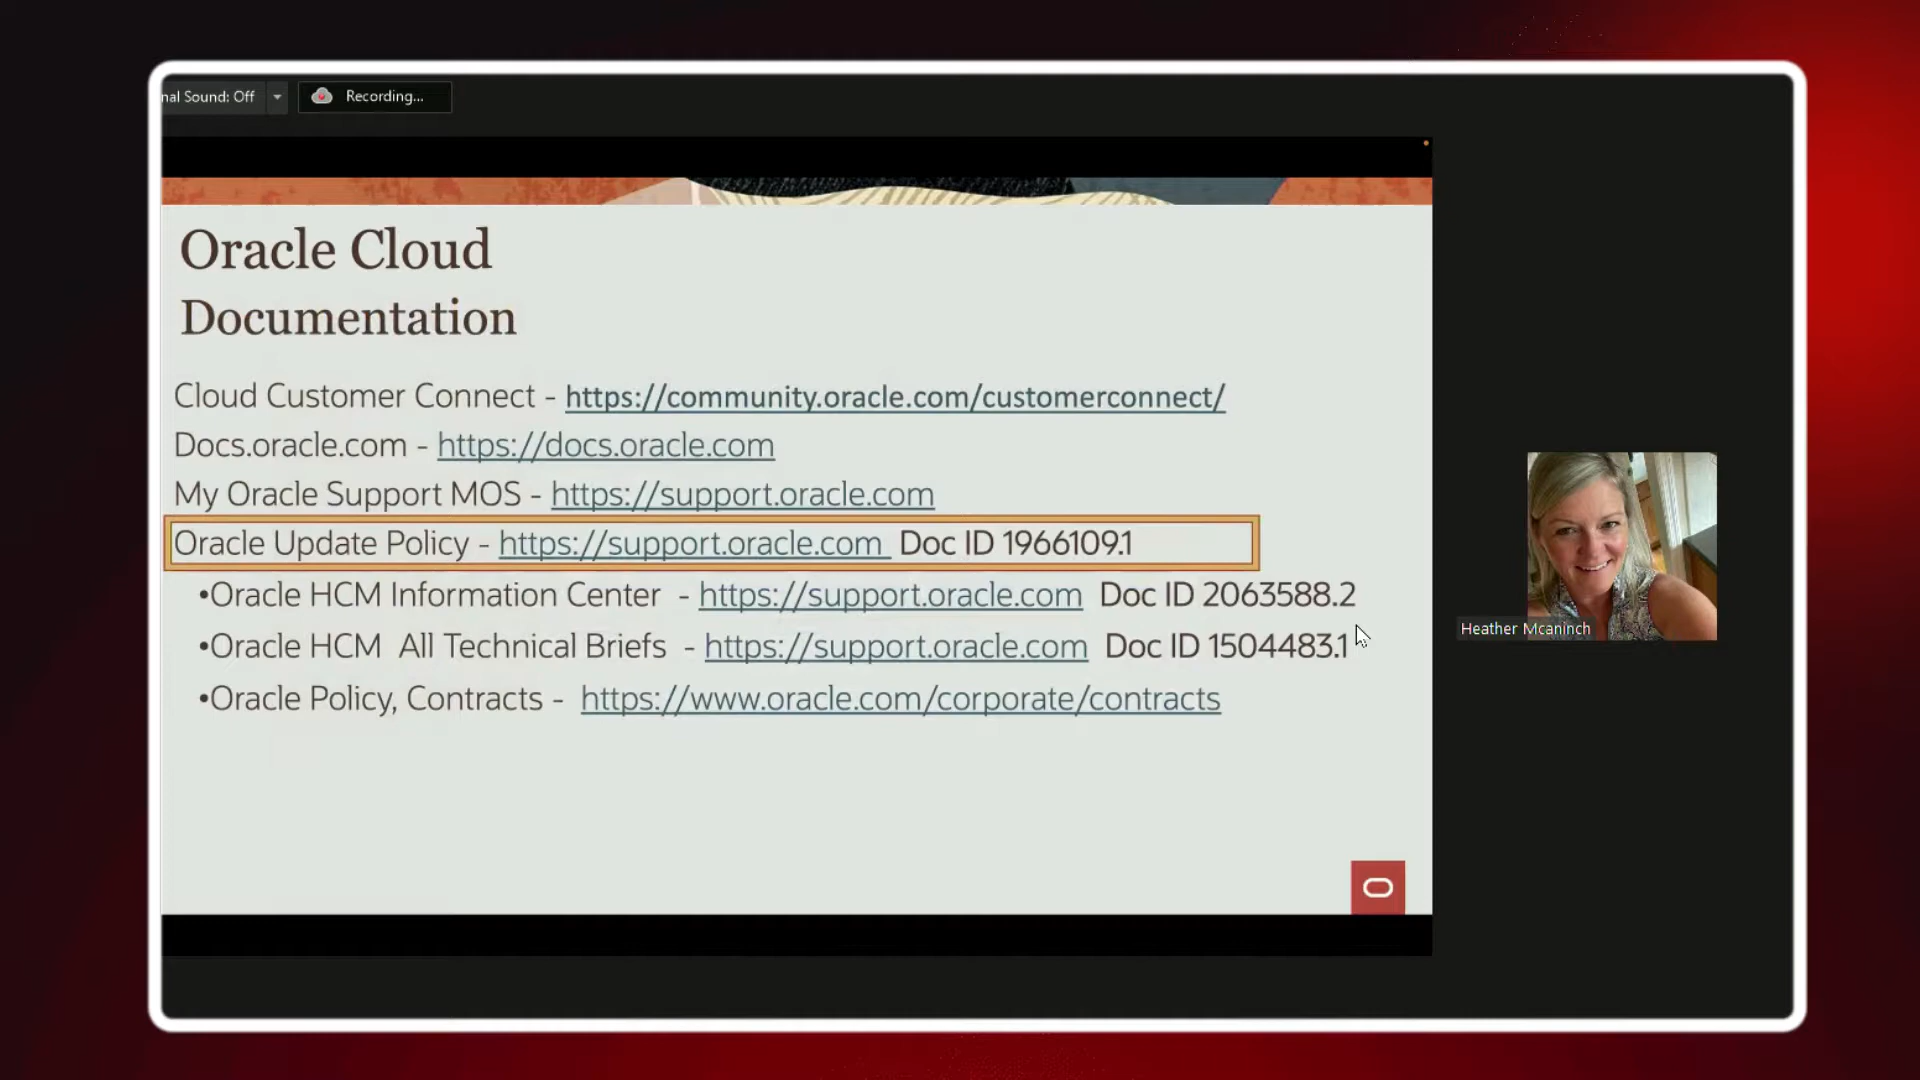 nal Sound: Off
Recording...
Oracle Cloud
Documentation
Cloud Customer Connect - https://community.oracle.com/customerconnect/
Docs.oracle.com - https://docs.oracle.com
My Oracle Support MOS - https://support.oracle.com
Oracle Update Policy - https://support.oracle.com Doc ID 1966109.1
•Oracle HCM Information Center - https://support.oracle.com Doc ID 2063588.2
•Oracle HCM All Technical Briefs - https://support.oracle.com Doc ID 1504483.1
•Oracle Policy, Contracts - https://www.oracle.com/corporate/contracts
Heather Mcaninch